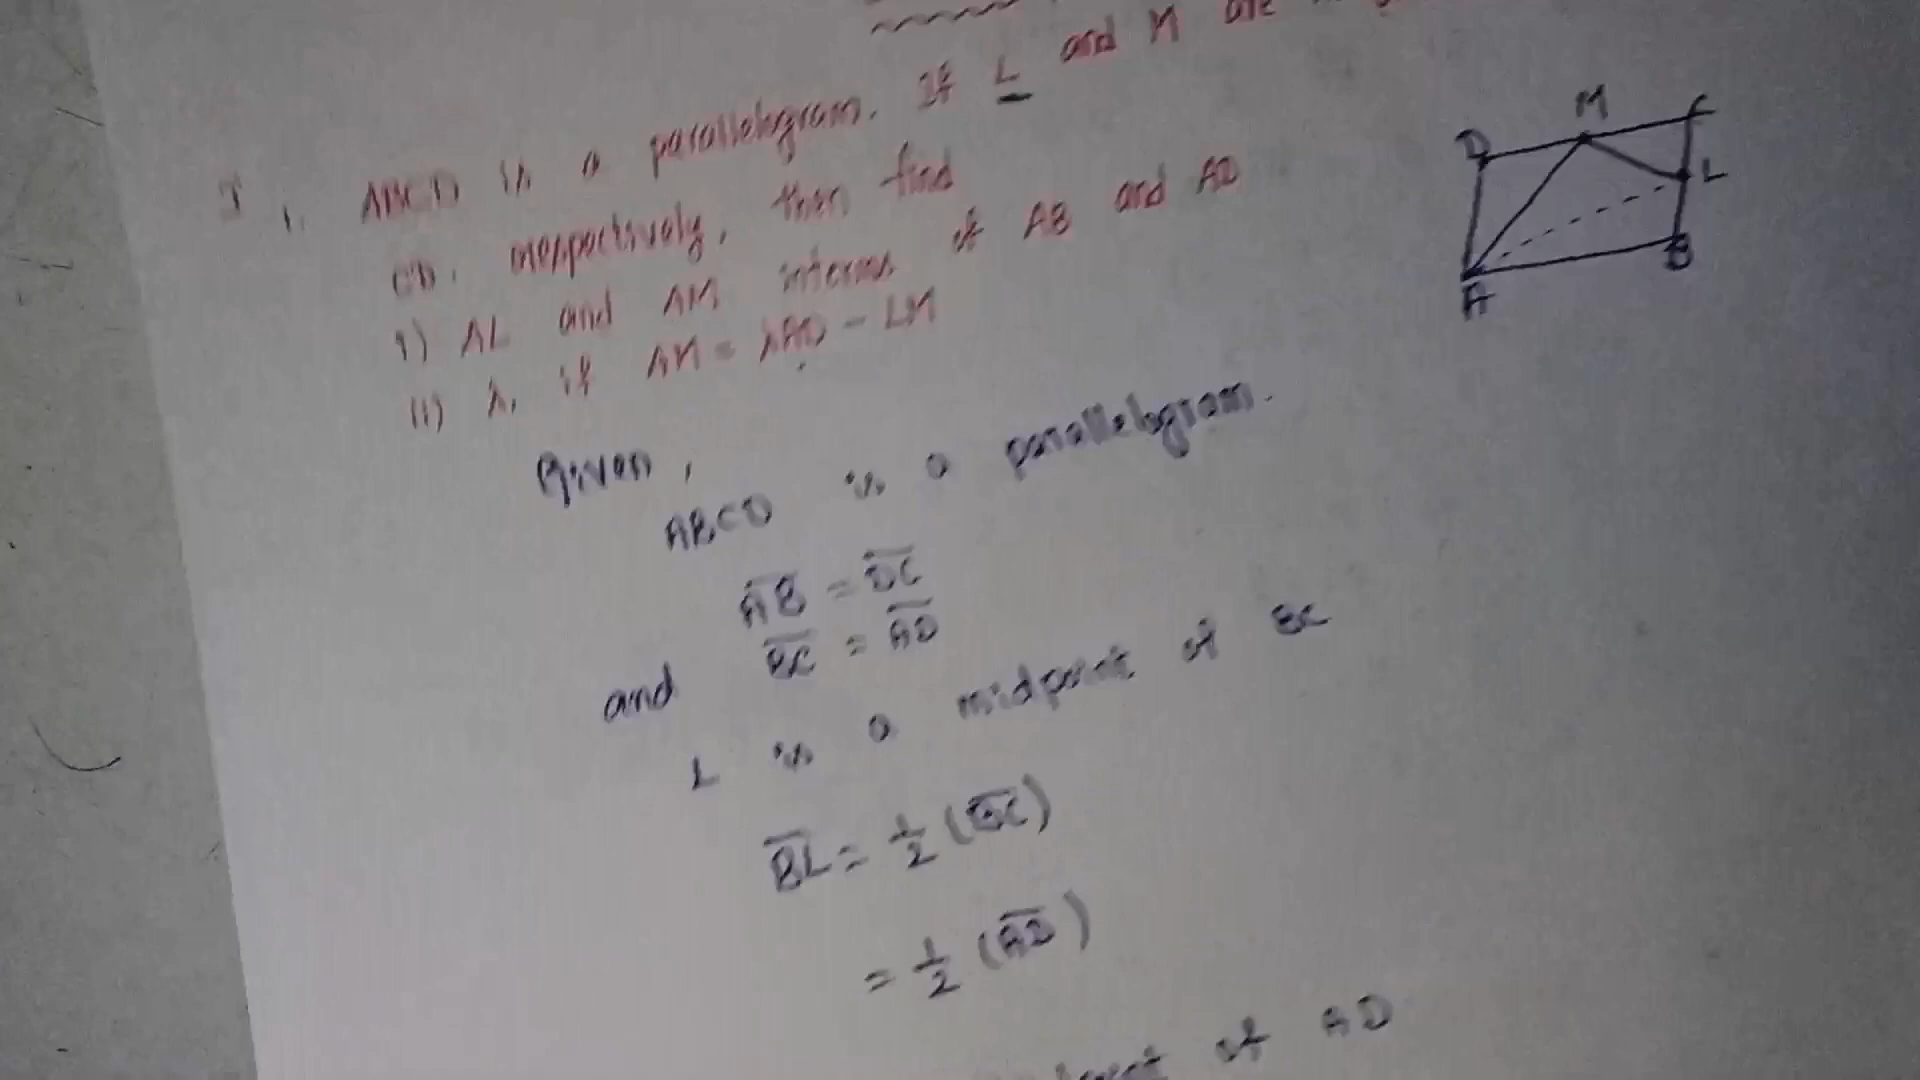 1. ABCD is a parallelogram. If L and M are
CD, respectively, then find
i) AL and AM interms of AB and AD
ii) λ, if AM = λAD - LM
D M C
L
A B
Given,
ABCD is a parallelogram.
AB = DC
and BC = AD
L is a midpoint of BC
BL = 1/2 (BC)
= 1/2 (AD)
of AD